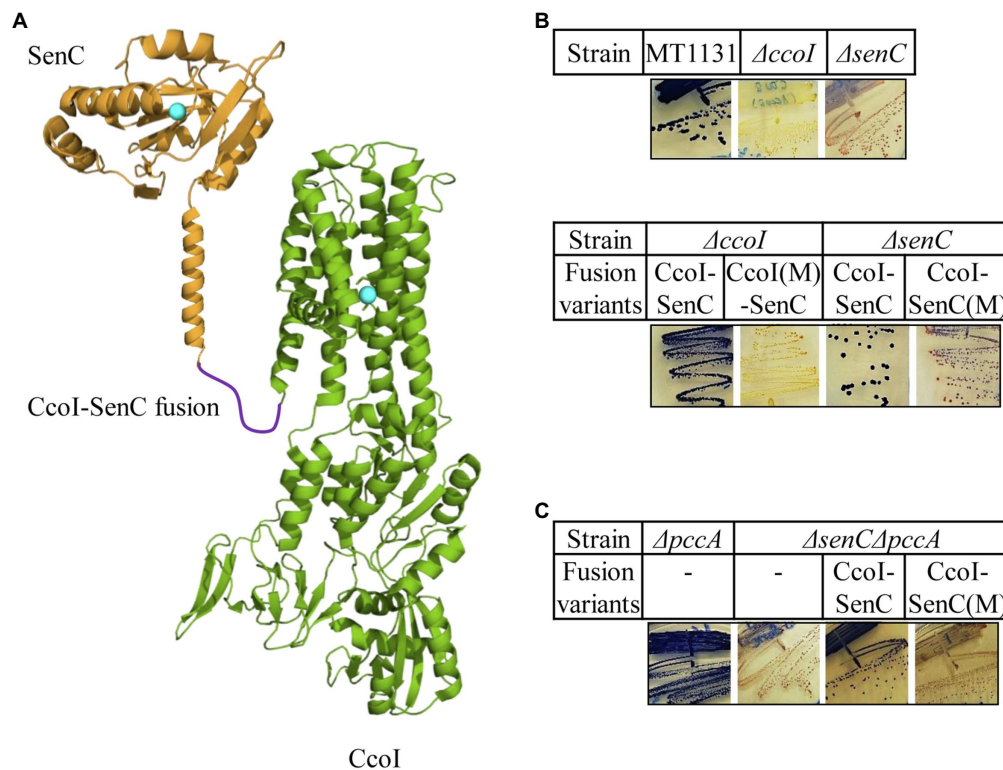 A
SenC
CcoI-SenC fusion
CcoI
B
Strain MT1131 ΔccoI ΔsenC
Strain ΔccoI ΔsenC
Fusion variants CcoI-SenC CcoI(M)-SenC CcoI-SenC CcoI-SenC(M)
C
Strain ΔpccA ΔsenCΔpccA
Fusion variants - - CcoI-SenC CcoI-SenC(M)